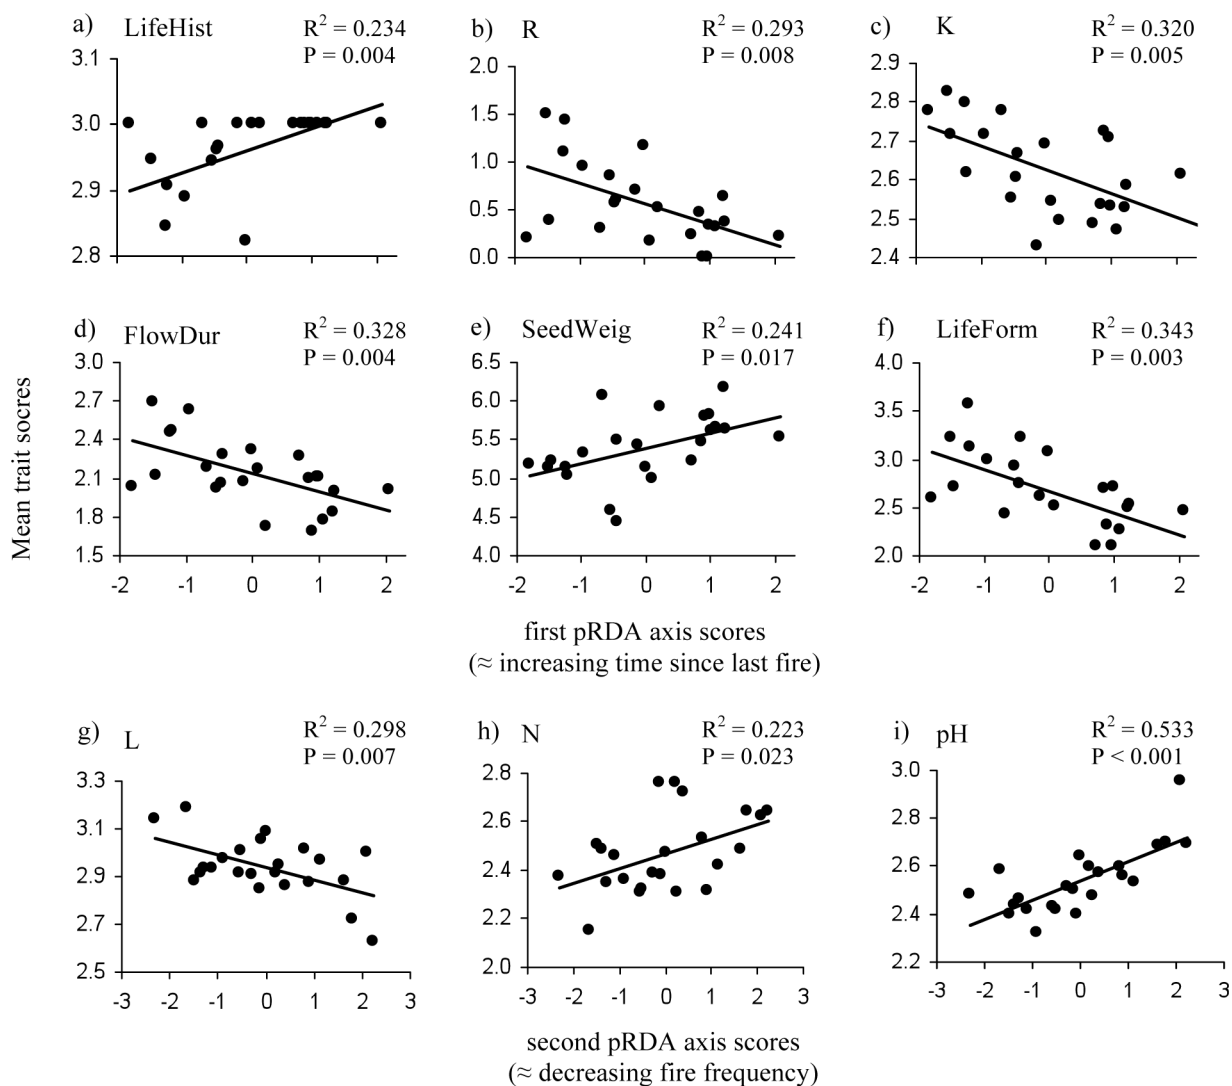 a) LifeHist R² = 0.234
P = 0.004
3.1
3.0
2.9
2.8
b) R R² = 0.293
P = 0.008
2.0
1.5
1.0
0.5
0.0
c) K R² = 0.320
P = 0.005
2.9
2.8
2.7
2.6
2.5
2.4
Mean trait socres
d) FlowDur R² = 0.328
P = 0.004
3.0
2.7
2.4
2.1
1.8
1.5
-2 -1 0 1 2
e) SeedWeig R² = 0.241
P = 0.017
6.5
6.0
5.5
5.0
4.5
4.0
-2 -1 0 1 2
f) LifeForm R² = 0.343
P = 0.003
4.0
3.5
3.0
2.5
2.0
-2 -1 0 1 2
first pRDA axis scores
(≈ increasing time since last fire)
g) L R² = 0.298
P = 0.007
3.3
3.1
2.9
2.7
2.5
-3 -2 -1 0 1 2 3
h) N R² = 0.223
P = 0.023
2.8
2.6
2.4
2.2
2.0
-3 -2 -1 0 1 2 3
i) pH R² = 0.533
P < 0.001
3.0
2.8
2.6
2.4
2.2
-3 -2 -1 0 1 2 3
second pRDA axis scores
(≈ decreasing fire frequency)